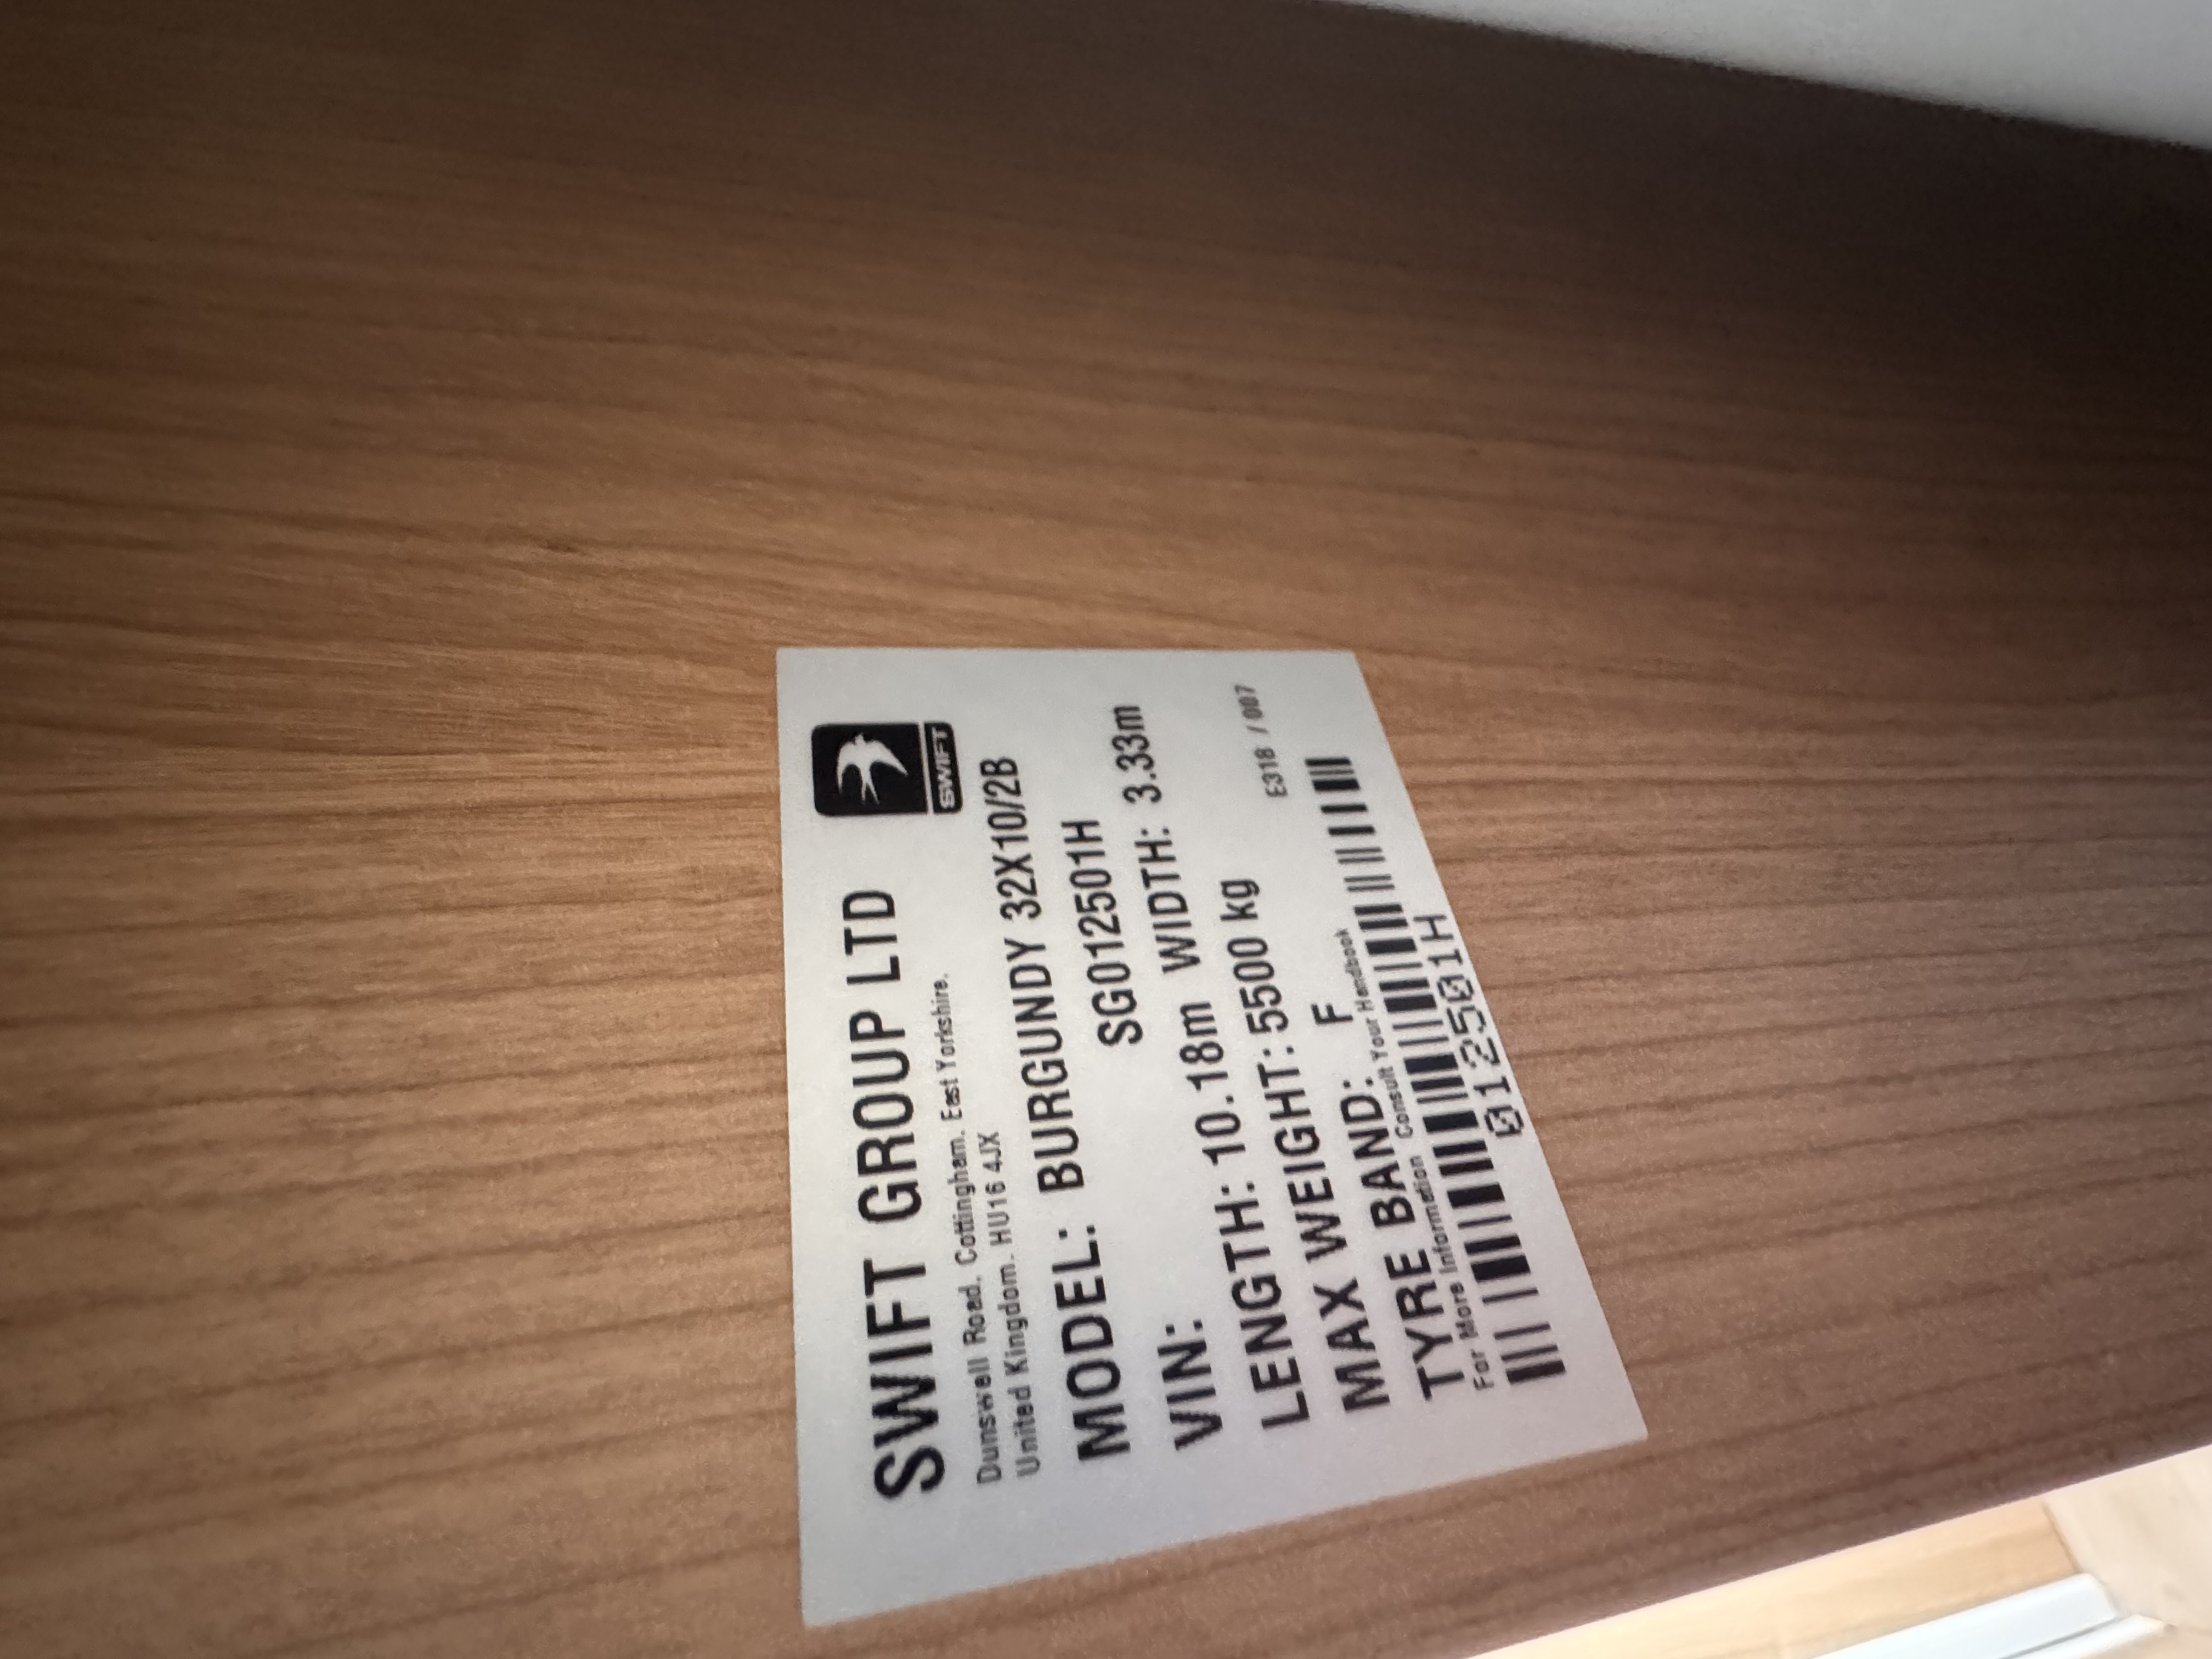 SWIFT GROUP LTD
SWIFT
Dunswell Road. Cottingham. East Yorkshire.
United Kingdom. HU16 4JX
MODEL: BURGUNDY 32X10/2B
SG012501H
VIN:
LENGTH: 10.18m WIDTH: 3.33m
MAX WEIGHT: 5500 kg
TYRE BAND: F
E318 / 007
For More Information Consult Your Handbook
012501H